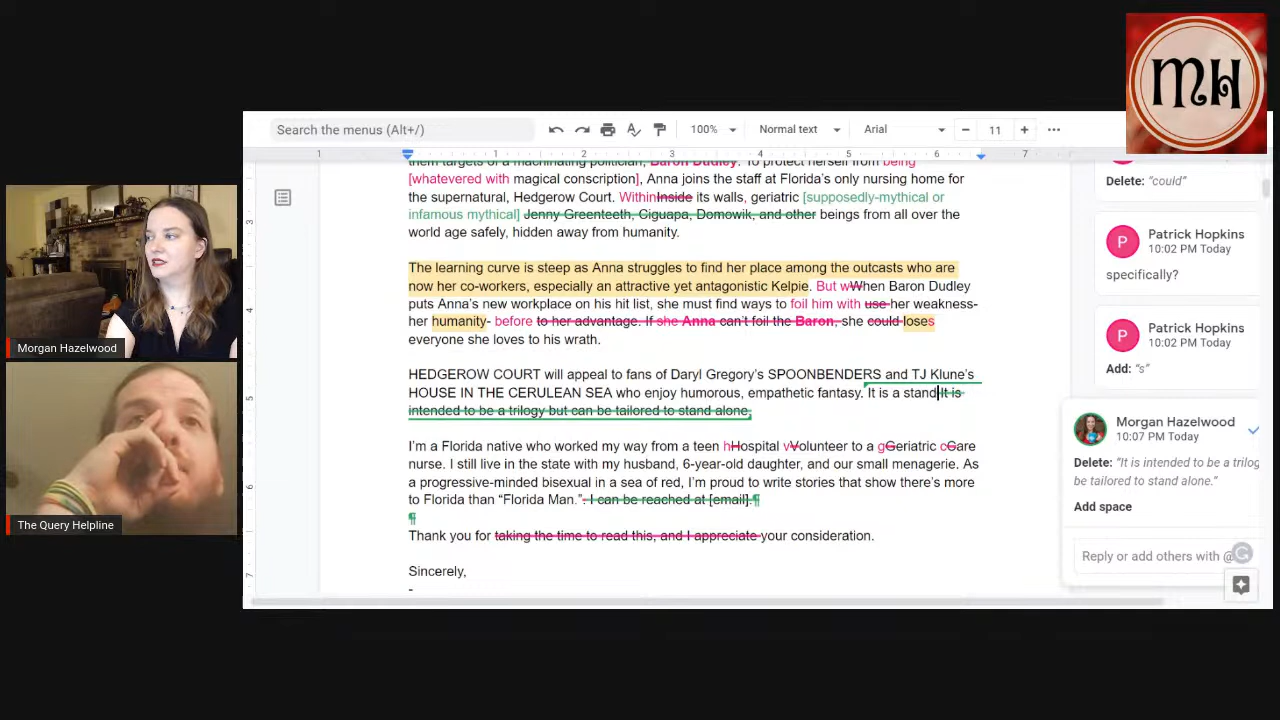 MH
Search the menus (Alt+/)
100%
Normal text
Arial
11
1
1
2
3
4
5
6
7
them targets of a machinating politician, Baron Dudley. To protect herself from being
[whatevered with magical conscription], Anna joins the staff at Florida's only nursing home for
the supernatural, Hedgerow Court. WithinInside its walls, geriatric [supposedly-mythical or
infamous mythical] Jenny Greenteeth, Ciguapa, Domowik, and other beings from all over the
world age safely, hidden away from humanity.
The learning curve is steep as Anna struggles to find her place among the outcasts who are
now her co-workers, especially an attractive yet antagonistic Kelpie. But wWhen Baron Dudley
puts Anna's new workplace on his hit list, she must find ways to foil him with use her weakness-
her humanity- before to her advantage. If she Anna can't foil the Baron, she could loses
everyone she loves to his wrath.
HEDGEROW COURT will appeal to fans of Daryl Gregory's SPOONBENDERS and TJ Klune's
HOUSE IN THE CERULEAN SEA who enjoy humorous, empathetic fantasy. It is a standIt is
intended to be a trilogy but can be tailored to stand alone.
I'm a Florida native who worked my way from a teen hHospital vVolunteer to a gGeriatric cCare
nurse. I still live in the state with my husband, 6-year-old daughter, and our small menagerie. As
a progressive-minded bisexual in a sea of red, I'm proud to write stories that show there's more
to Florida than “Florida Man.”. I can be reached at [email].¶
¶
Thank you for taking the time to read this, and I appreciate your consideration.
Sincerely,
-
3
4
5
6
7
Delete: “could”
P
Patrick Hopkins
10:02 PM Today
specifically?
P
Patrick Hopkins
10:02 PM Today
Add: “s”
Morgan Hazelwood
10:07 PM Today
Delete: “It is intended to be a trilog
be tailored to stand alone.”
Add space
Reply or add others with @
Morgan Hazelwood
The Query Helpline